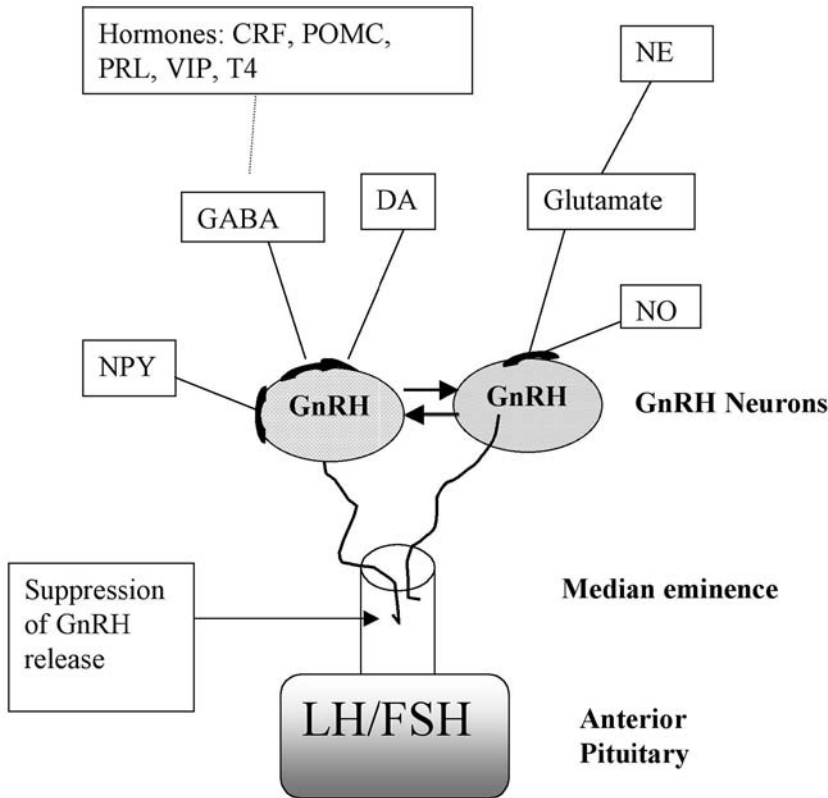 Hormones: CRF, POMC,
PRL, VIP, T4
NE
GABA
DA
Glutamate
NO
NPY
GnRH
GnRH
GnRH Neurons
Suppression
of GnRH
release
Median eminence
LH/FSH
Anterior
Pituitary